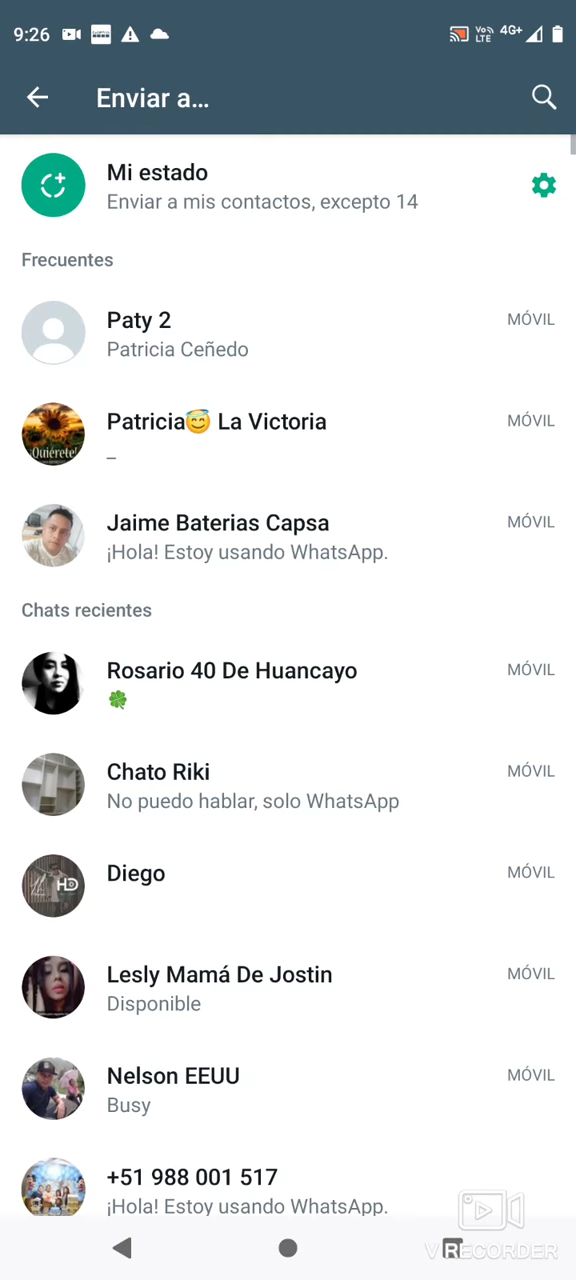 9:26
Vo LTE 4G+
Enviar a...
Mi estado
Enviar a mis contactos, excepto 14
Frecuentes
Paty 2
MÓVIL
Patricia Ceñedo
¡Quiérete!
Patricia😇 La Victoria
MÓVIL
_
Jaime Baterias Capsa
MÓVIL
¡Hola! Estoy usando WhatsApp.
Chats recientes
Rosario 40 De Huancayo
MÓVIL
🍀
Chato Riki
MÓVIL
No puedo hablar, solo WhatsApp
HD
Diego
MÓVIL
Lesly Mamá De Jostin
MÓVIL
Disponible
Nelson EEUU
MÓVIL
Busy
+51 988 001 517
¡Hola! Estoy usando WhatsApp.
V RECORDER